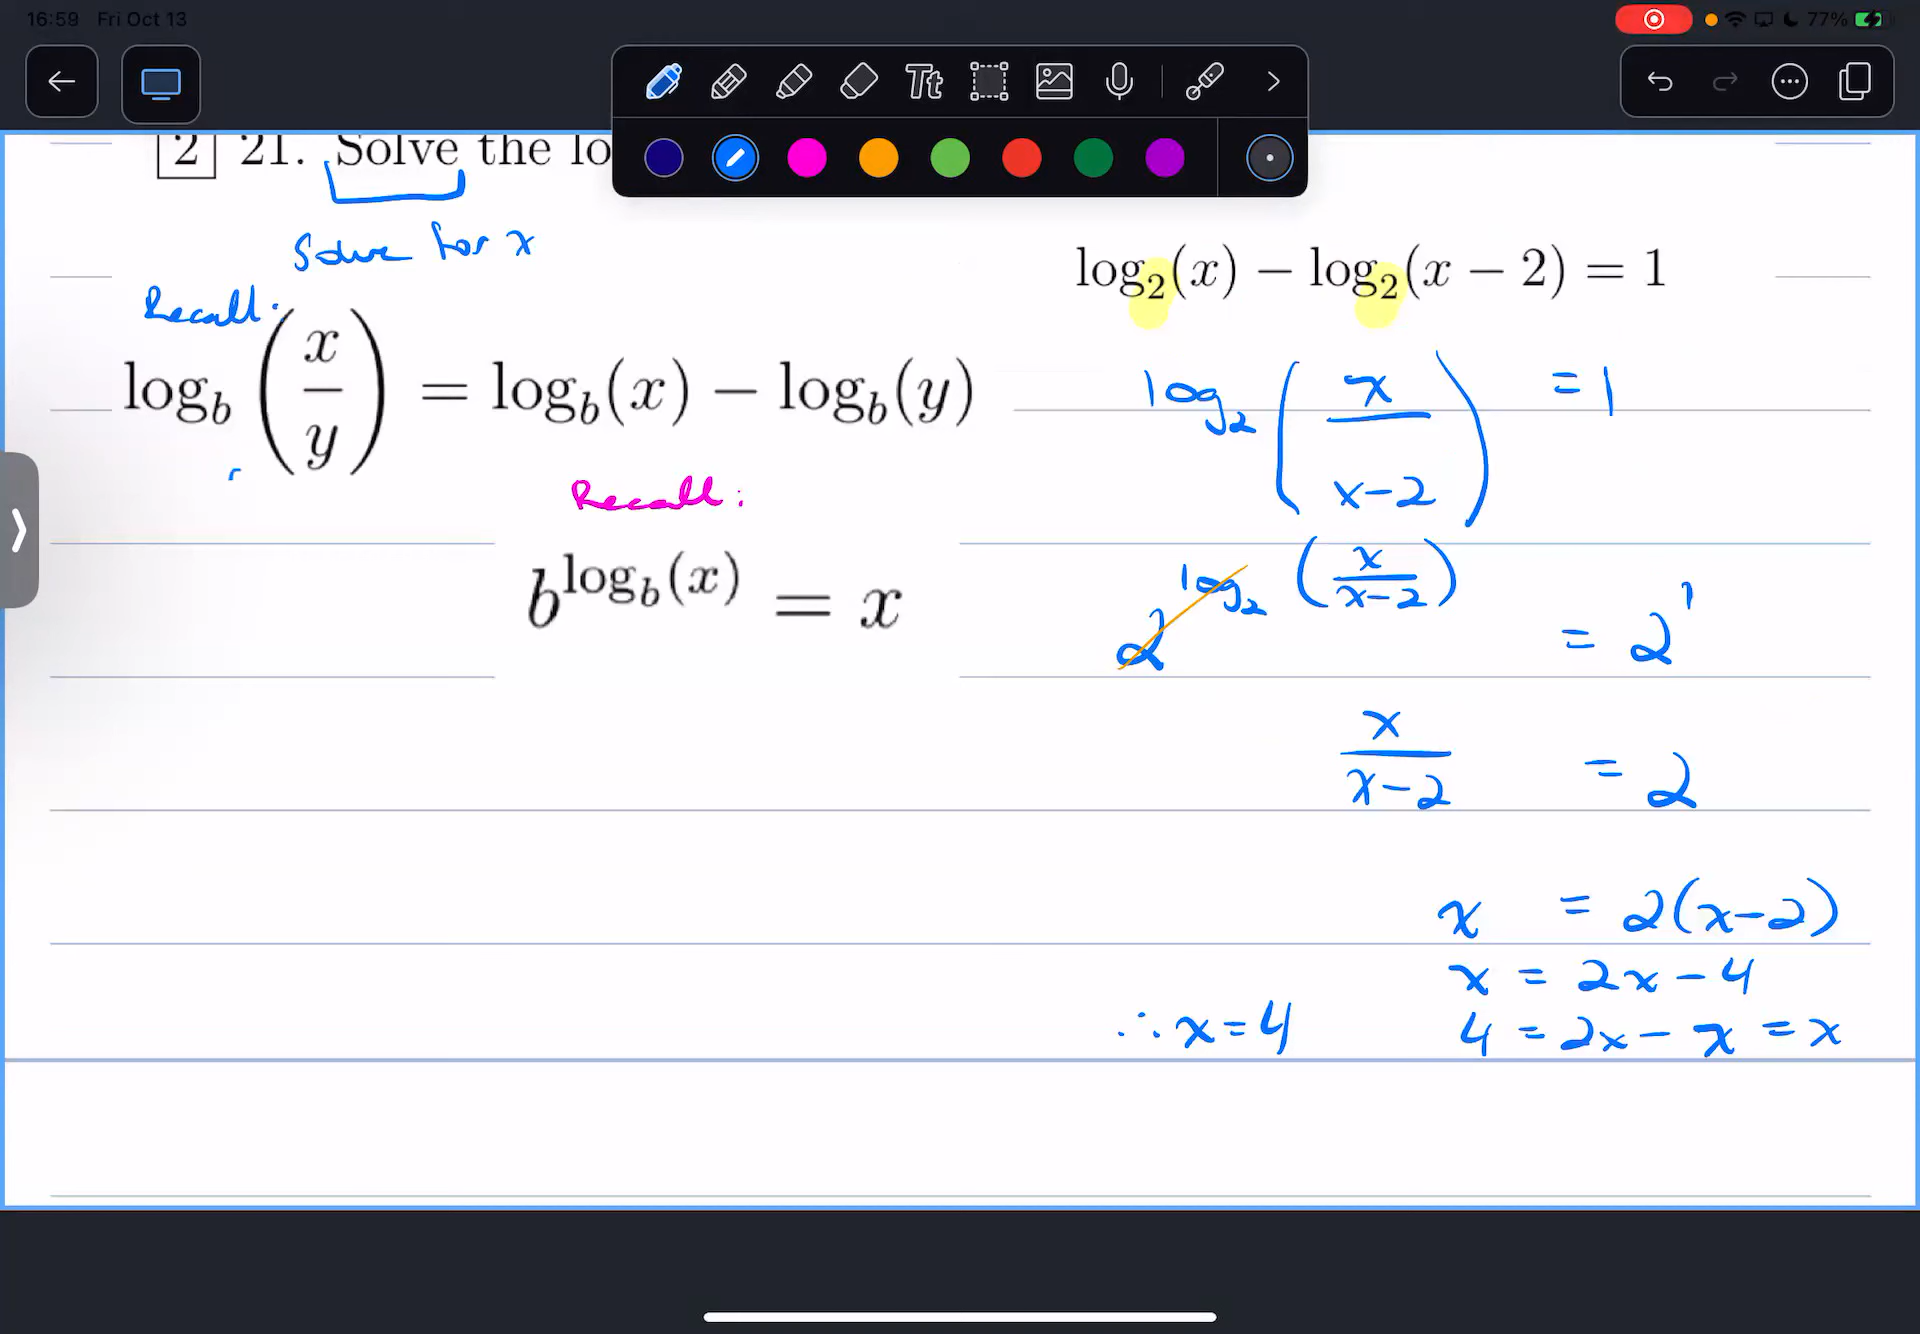 16:59 Fri Oct 13
77%
Tt
2 21. Solve the lo
Solve for x
Recall:
log_b (x/y) = log_b(x) − log_b(y)
Recall:
b^{log_b(x)} = x
log_2(x) − log_2(x − 2) = 1
log_2 (x/(x-2)) = 1
2^{log_2 (x/(x-2))} = 2^1
x/(x-2) = 2
x = 2(x-2)
x = 2x - 4
4 = 2x - x = x
∴ x = 4